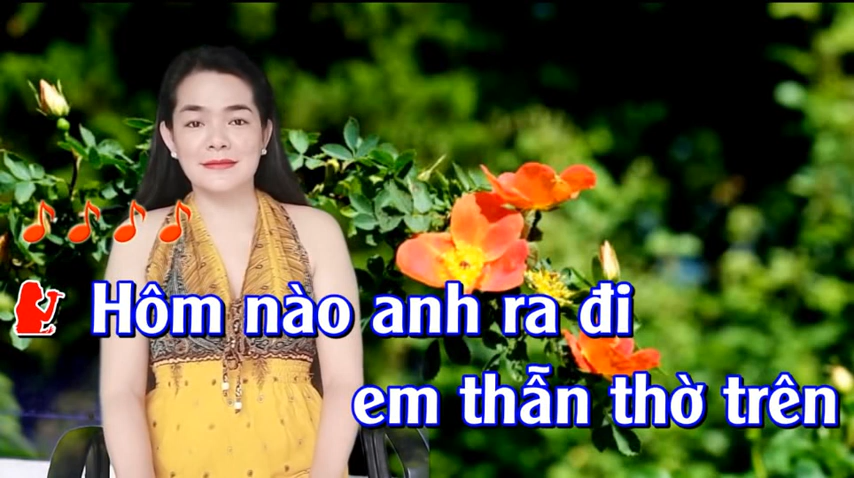 Hôm nào anh ra đi
em thẫn thờ trên